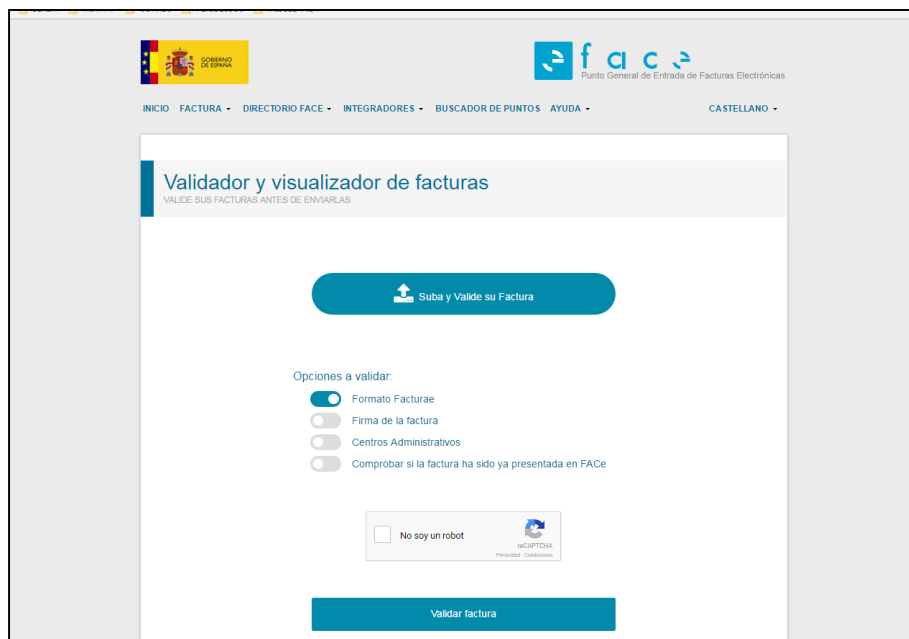 GOBIERNO
DE ESPAÑA
face
Punto General de Entrada de Facturas Electrónicas
INICIO FACTURA DIRECTORIO FACE INTEGRADORES BUSCADOR DE PUNTOS AYUDA CASTELLANO
Validador y visualizador de facturas
VALIDE SUS FACTURAS ANTES DE ENVIARLAS
Suba y Valide su Factura
Opciones a validar:
Formato Facturae
Firma de la factura
Centros Administrativos
Comprobar si la factura ha sido ya presentada en FACe
No soy un robot
reCAPTCHA
Privacidad - Condiciones
Validar factura